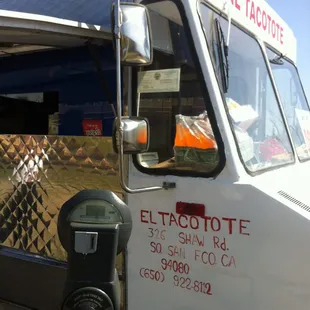 EL TACOTOTE
EL TACOTOTE
326 SHAW Rd.
SO. SAN FCO. CA
94080
(650) 922-8112